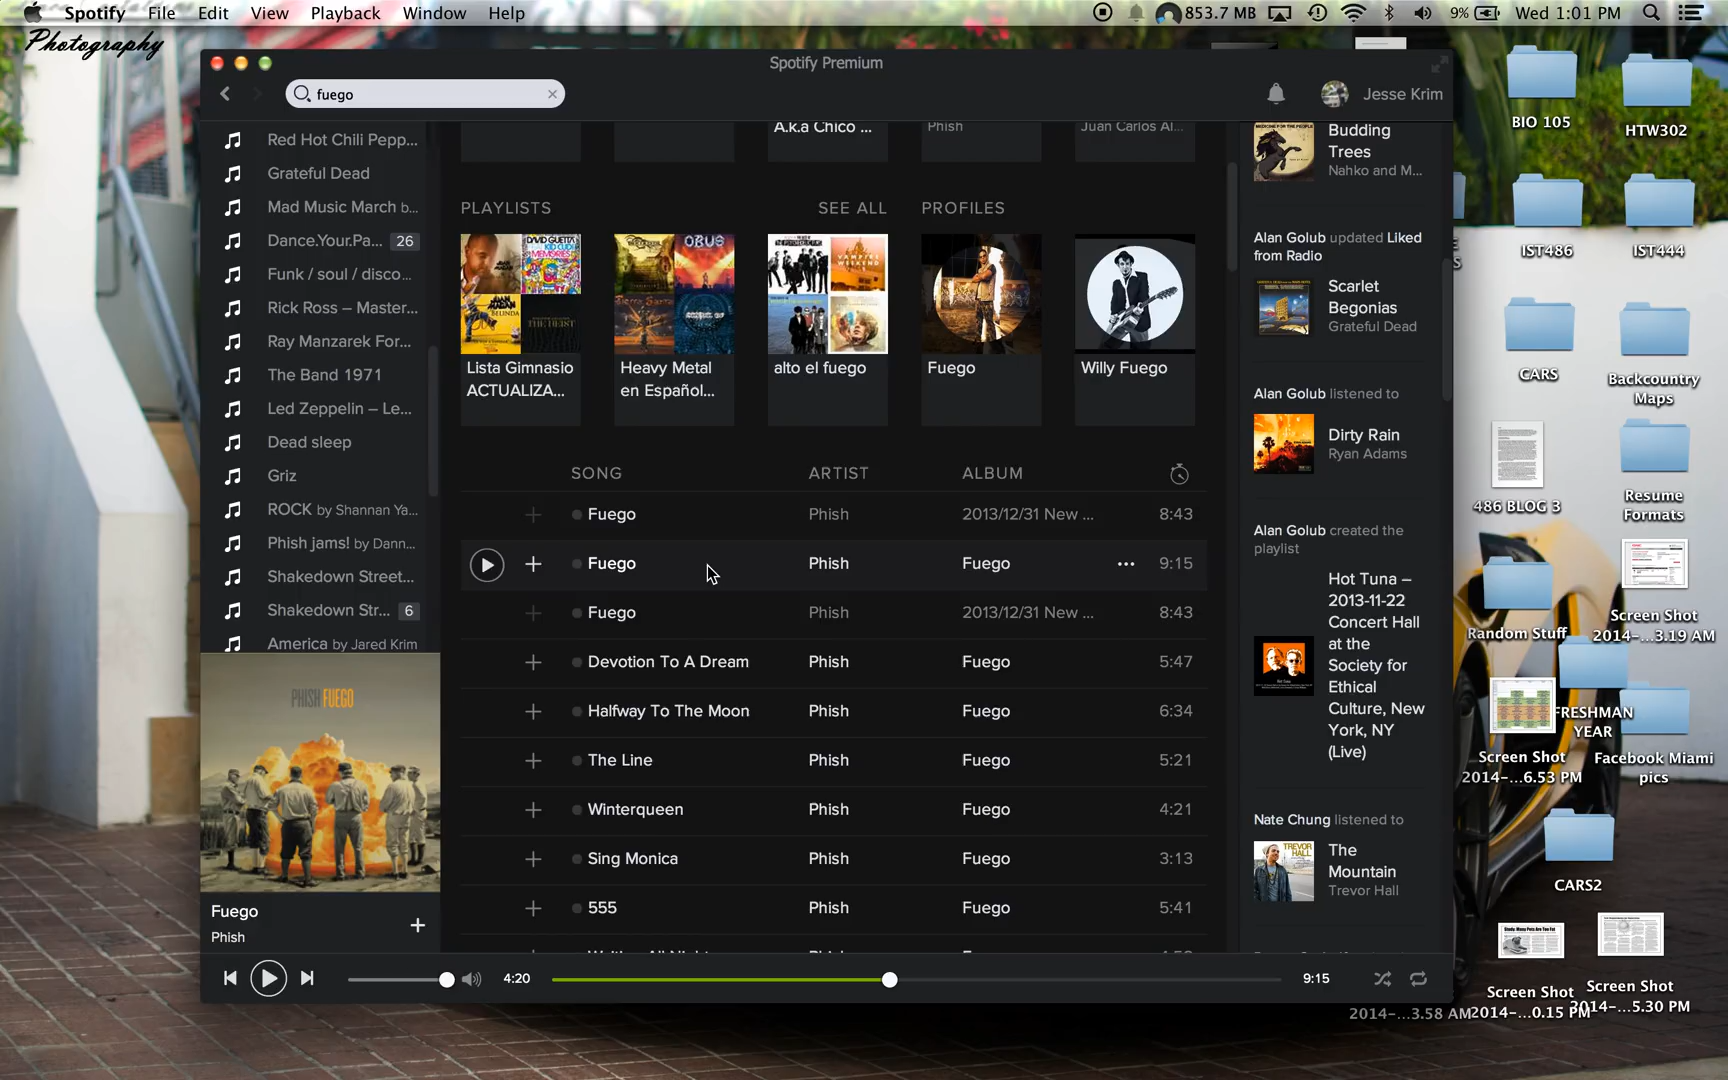 Spotify File Edit View Playback Window Help
853.7 MB 9% Wed 1:01 PM
Photography
Spotify Premium
fuego
Jesse Krim
Red Hot Chili Pepp...
Grateful Dead
Mad Music March b...
Dance.Your.Pa... 26
Funk / soul / disco...
Rick Ross – Master...
Ray Manzarek For...
The Band 1971
Led Zeppelin – Le...
Dead sleep
Griz
ROCK by Shannan Ya...
Phish jams! by Dann...
Shakedown Street...
Shakedown Str... 6
America by Jared Krim
PHISH FUEGO
Fuego
Phish
A.k.a Chico ...
Phish
Juan Carlos Al...
PLAYLISTS SEE ALL PROFILES
Lista Gimnasio
ACTUALIZA...
Heavy Metal
en Español...
alto el fuego
Fuego
Willy Fuego
SONG ARTIST ALBUM
Fuego Phish 2013/12/31 New ... 8:43
Fuego Phish Fuego ••• 9:15
Fuego Phish 2013/12/31 New ... 8:43
Devotion To A Dream Phish Fuego 5:47
Halfway To The Moon Phish Fuego 6:34
The Line Phish Fuego 5:21
Winterqueen Phish Fuego 4:21
Sing Monica Phish Fuego 3:13
555 Phish Fuego 5:41
4:20 9:15
Budding
Trees
Nahko and M...
Alan Golub updated Liked
from Radio
Scarlet
Begonias
Grateful Dead
Alan Golub listened to
Dirty Rain
Ryan Adams
Alan Golub created the
playlist
Hot Tuna –
2013-11-22
Concert Hall
at the
Society for
Ethical
Culture, New
York, NY
(Live)
Nate Chung listened to
TREVOR
HALL
The
Mountain
Trevor Hall
BIO 105
HTW302
IST486
IST444
CARS
Backcountry
Maps
486 BLOG 3
Resume
Formats
Random Stuff
Screen Shot
2014-...3.19 AM
FRESHMAN
YEAR
Screen Shot
2014-...6.53 PM
Facebook Miami
pics
CARS2
Screen Shot
2014-...0.15 PM
Screen Shot
2014-...5.30 PM
2014-...3.58 AM